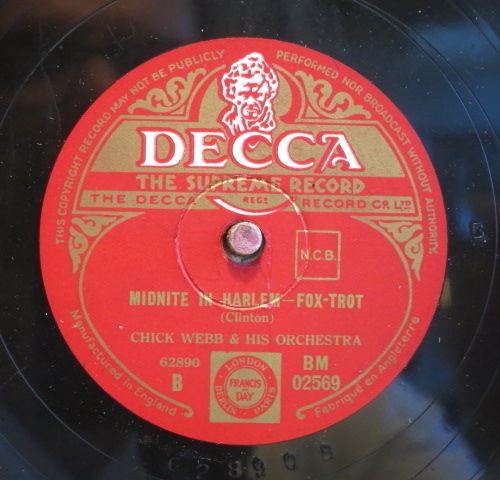 THIS COPYRIGHT RECORD MAY NOT BE PUBLICLY PERFORMED NOR BROADCAST WITHOUT AUTHORITY.
DECCA
THE SUPREME RECORD
THE DECCA REGD RECORD CO. LTD.
N.C.B.
MIDNITE IN HARLEM—FOX-TROT
(Clinton)
CHICK WEBB & HIS ORCHESTRA
62890 BM
B 02569
LONDON
FRANCIS
DAY
BERLIN PARIS
Manufactured in England
Fabriqué en Angleterre
B